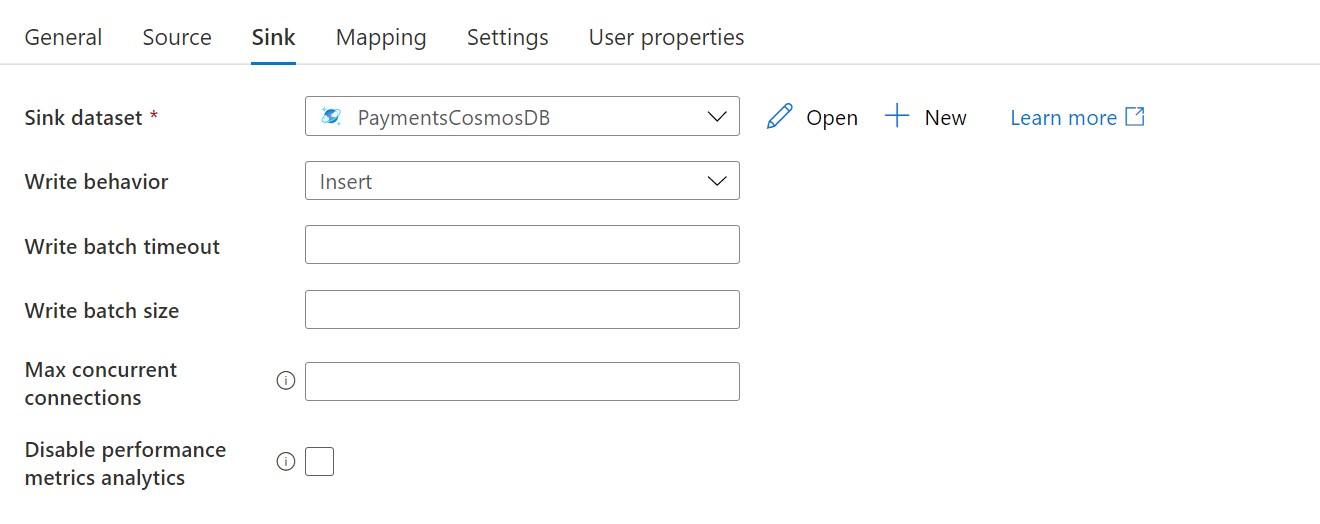 General Source Sink Mapping Settings User properties
Sink dataset * PaymentsCosmosDB Open New Learn more
Write behavior Insert
Write batch timeout
Write batch size
Max concurrent
connections
Disable performance
metrics analytics